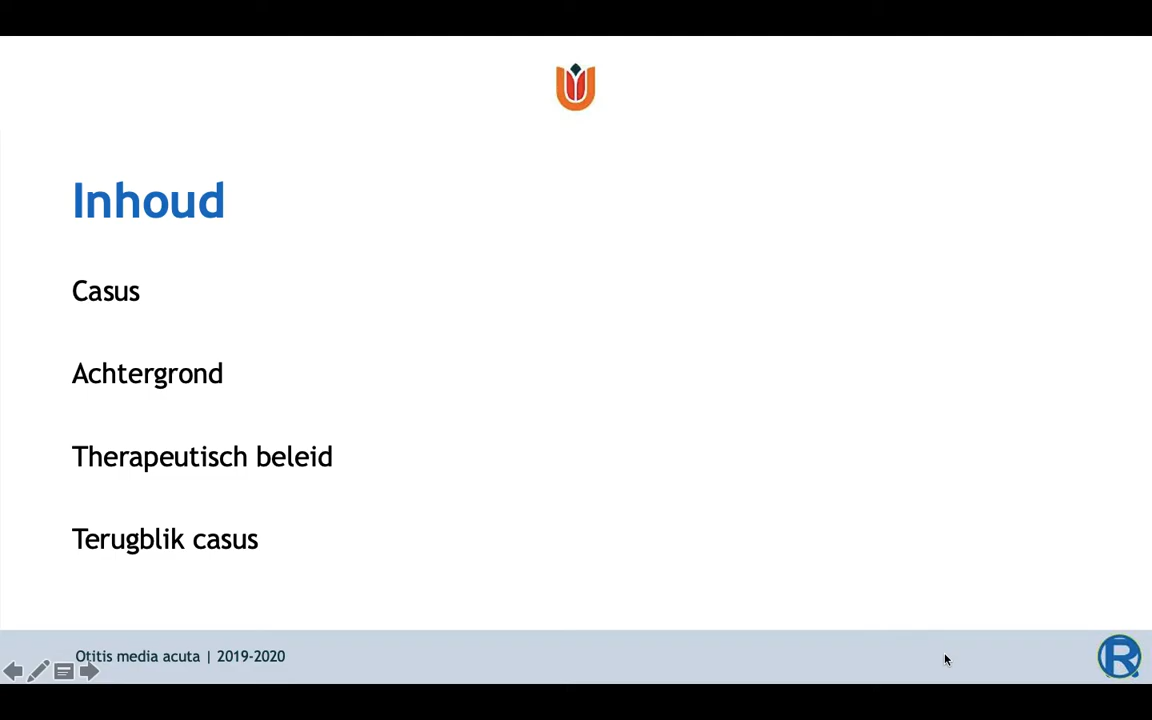 Inhoud
Casus
Achtergrond
Therapeutisch beleid
Terugblik casus
Otitis media acuta | 2019-2020
R